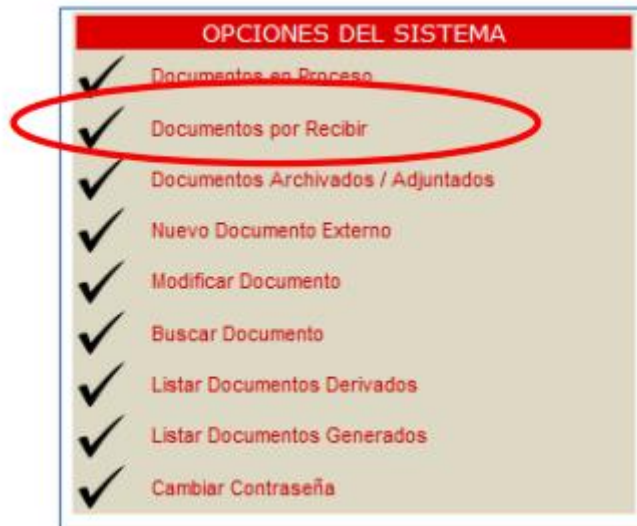 OPCIONES DEL SISTEMA
Documentos en Proceso
Documentos por Recibir
Documentos Archivados / Adjuntados
Nuevo Documento Externo
Modificar Documento
Buscar Documento
Listar Documentos Derivados
Listar Documentos Generados
Cambiar Contraseña